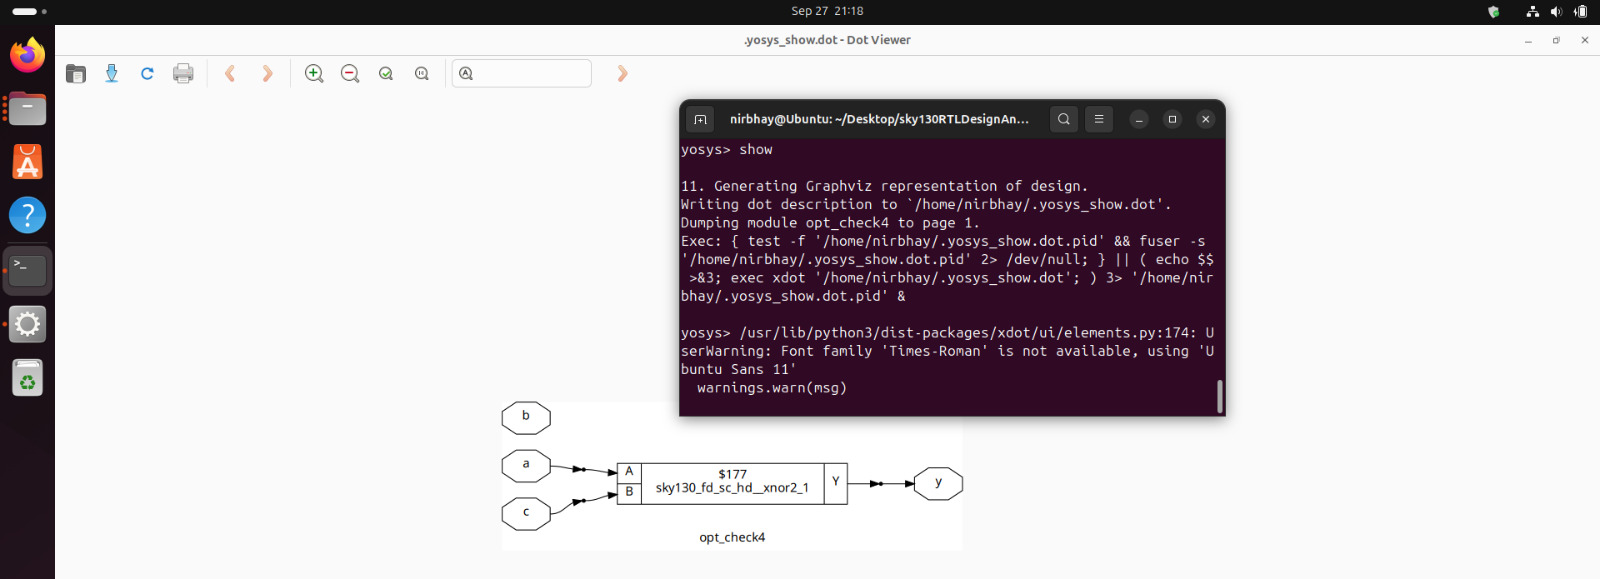 Sep 27 21:18
.yosys_show.dot - Dot Viewer
nirbhay@Ubuntu: ~/Desktop/sky130RTLDesignAn...
yosys> show
11. Generating Graphviz representation of design.
Writing dot description to `/home/nirbhay/.yosys_show.dot'.
Dumping module opt_check4 to page 1.
Exec: { test -f '/home/nirbhay/.yosys_show.dot.pid' && fuser -s
'/home/nirbhay/.yosys_show.dot.pid' 2> /dev/null; } || ( echo $$
>&3; exec xdot '/home/nirbhay/.yosys_show.dot'; ) 3> '/home/nir
bhay/.yosys_show.dot.pid' &
yosys> /usr/lib/python3/dist-packages/xdot/ui/elements.py:174: U
serWarning: Font family 'Times-Roman' is not available, using 'U
buntu Sans 11'
warnings.warn(msg)
b
a
c
A
B
$177
sky130_fd_sc_hd__xnor2_1
Y
y
opt_check4